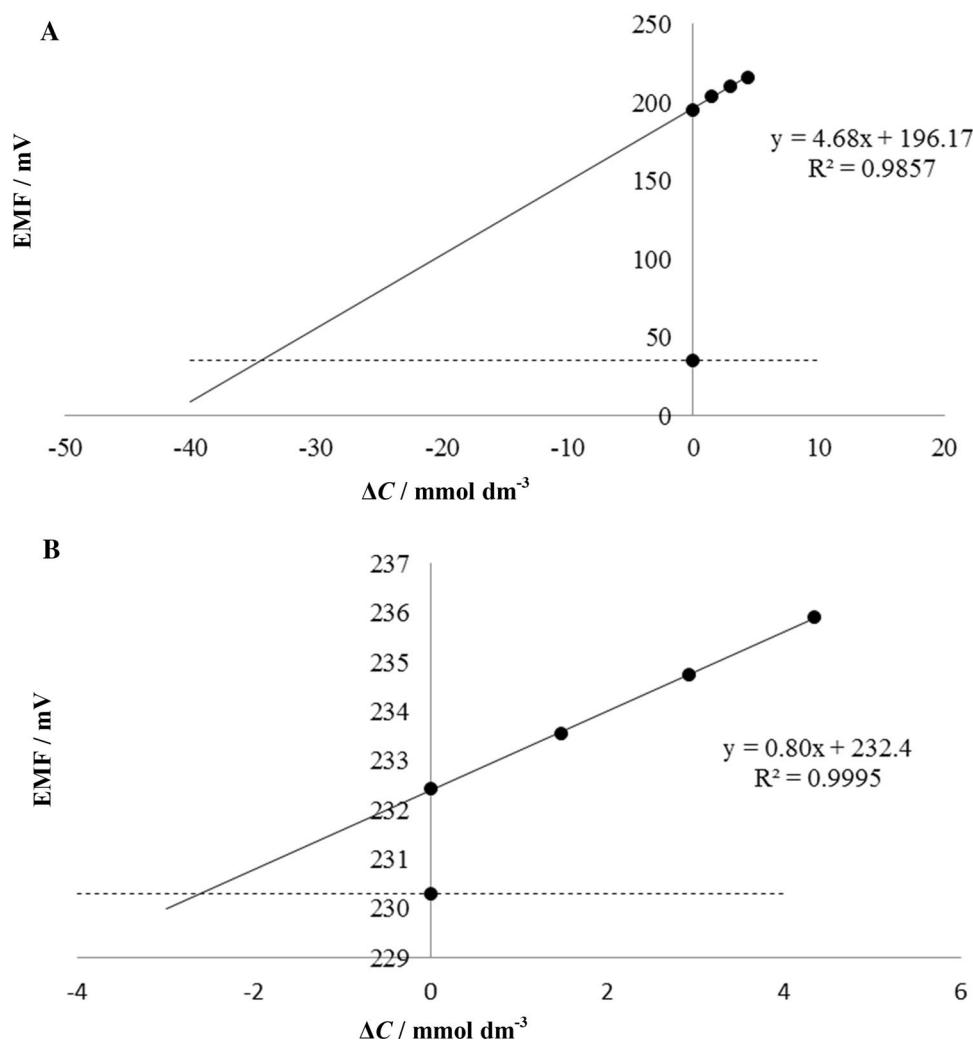 A
250
200
150
100
50
0
EMF / mV
y = 4.68x + 196.17
R² = 0.9857
-50 -40 -30 -20 -10 0 10 20
ΔC / mmol dm⁻³
B
237
236
235
234
233
232
231
230
229
EMF / mV
y = 0.80x + 232.4
R² = 0.9995
-4 -2 0 2 4 6
ΔC / mmol dm⁻³